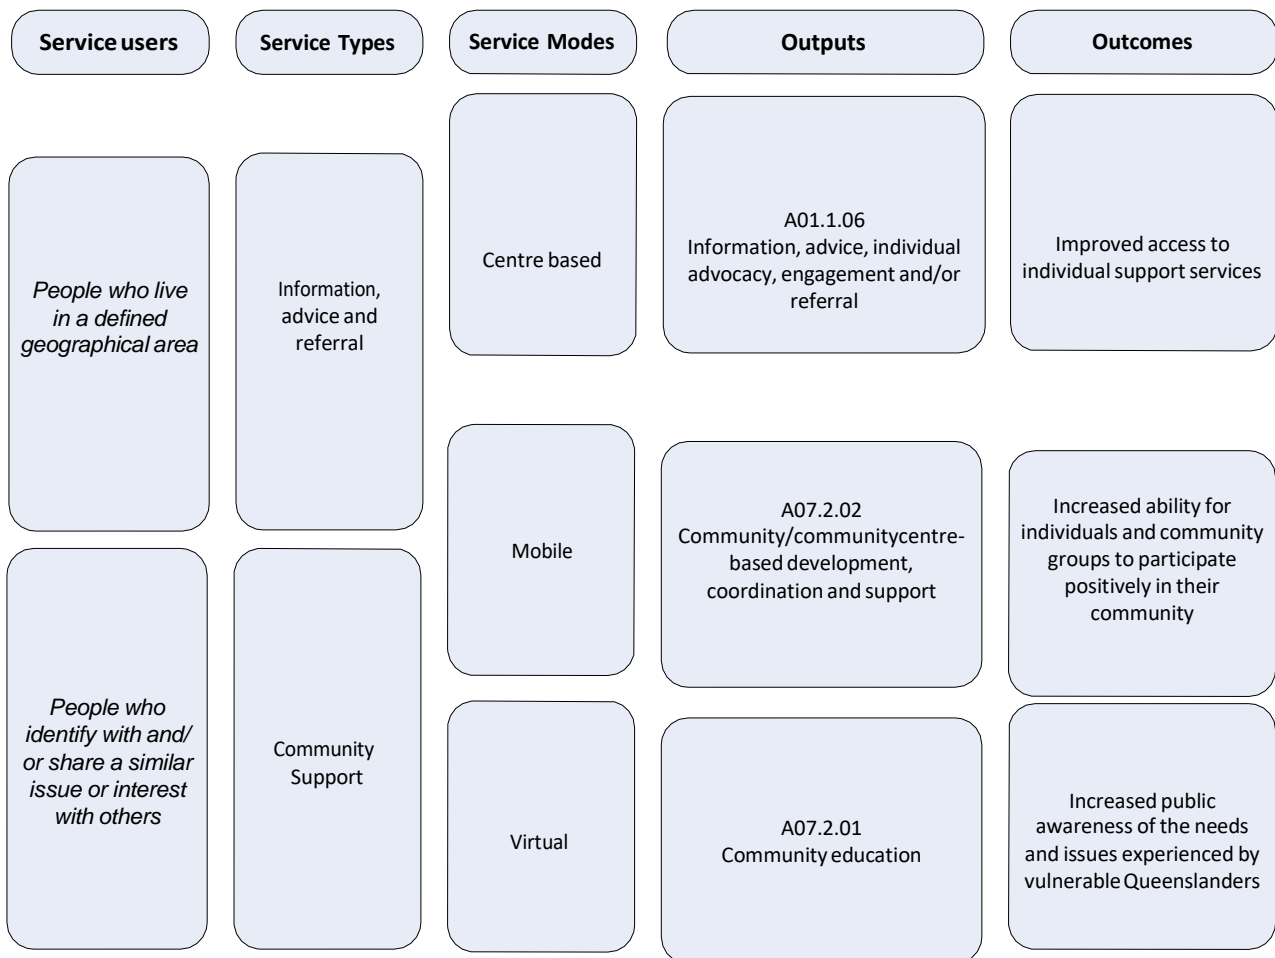 Service users
Service Types
Service Modes
Outputs
Outcomes
People who live
in a defined
geographical area
Information,
advice and
referral
Centre based
A01.1.06
Information, advice, individual
advocacy, engagement and/or
referral
Improved access to
individual support services
Mobile
A07.2.02
Community/communitycentre-
based development,
coordination and support
Increased ability for
individuals and community
groups to participate
positively in their
community
People who
identify with and/
or share a similar
issue or interest
with others
Community
Support
Virtual
A07.2.01
Community education
Increased public
awareness of the needs
and issues experienced by
vulnerable Queenslanders